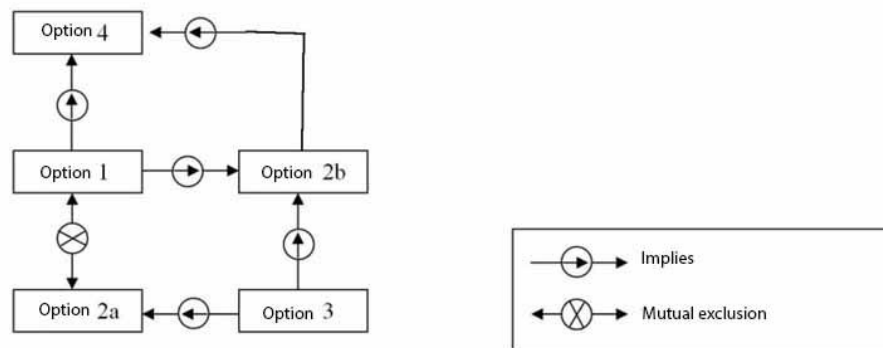 Option 4
Option 1
Option 2b
Option 2a
Option 3
Implies
Mutual exclusion